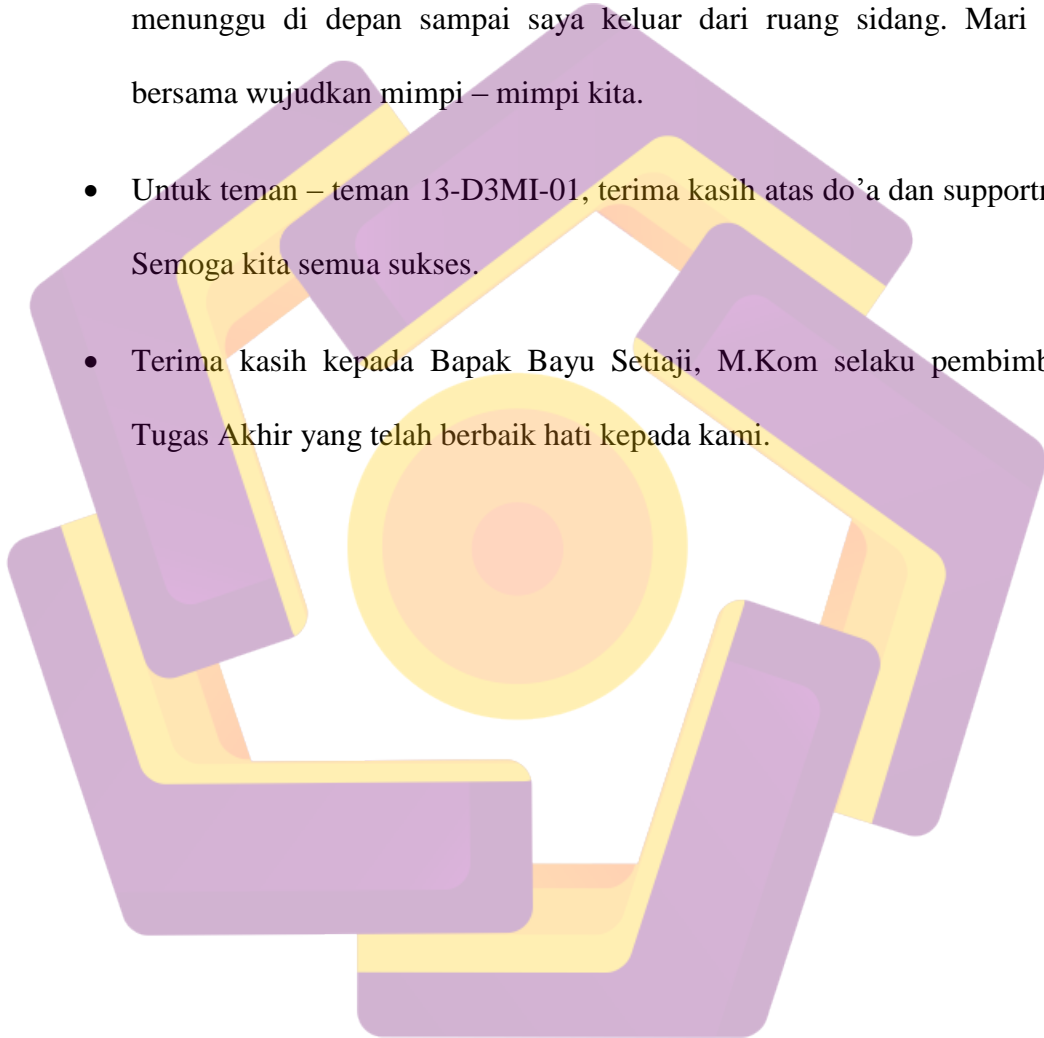 menunggu di depan sampai saya keluar dari ruang sidang. Mari
bersama wujudkan mimpi – mimpi kita.
• Untuk teman – teman 13-D3MI-01, terima kasih atas do’a dan support
Semoga kita semua sukses.
• Terima kasih kepada Bapak Bayu Setiaji, M.Kom selaku pembimb
Tugas Akhir yang telah berbaik hati kepada kami.